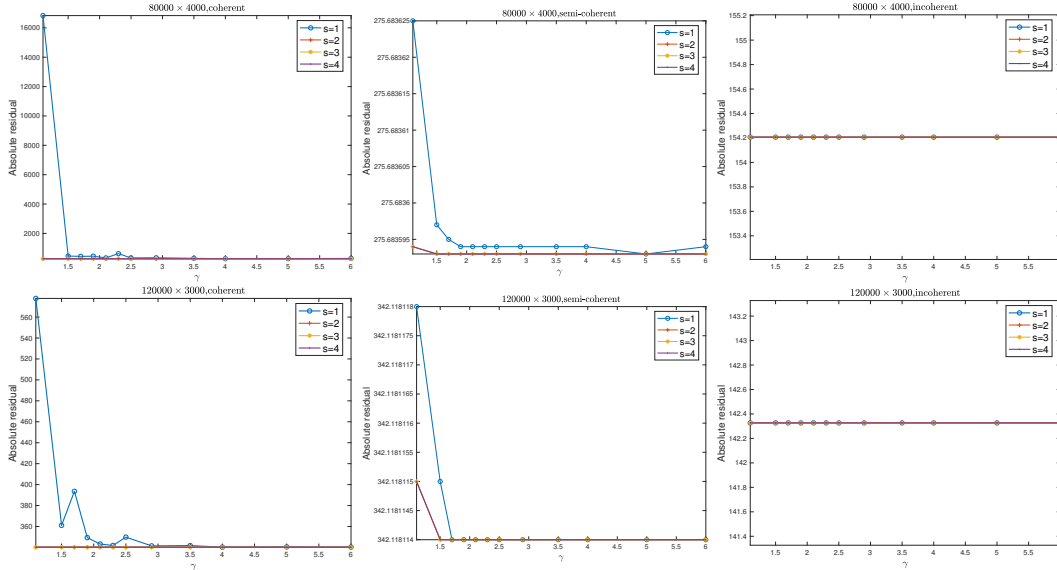 80000 × 4000,coherent
Absolute residual
16000
14000
12000
10000
8000
6000
4000
2000
1.5 2 2.5 3 3.5 4 4.5 5 5.5 6
γ
s=1
s=2
s=3
s=4
80000 × 4000,semi-coherent
Absolute residual
275.683625
275.68362
275.683615
275.68361
275.683605
275.6836
275.683595
1.5 2 2.5 3 3.5 4 4.5 5 5.5 6
γ
s=1
s=2
s=3
s=4
80000 × 4000,incoherent
Absolute residual
155.2
155
154.8
154.6
154.4
154.2
154
153.8
153.6
153.4
1.5 2 2.5 3 3.5 4 4.5 5 5.5 6
γ
s=1
s=2
s=3
s=4
120000 × 3000,coherent
Absolute residual
560
540
520
500
480
460
440
420
400
380
360
340
1.5 2 2.5 3 3.5 4 4.5 5 5.5 6
γ
s=1
s=2
s=3
s=4
120000 × 3000,semi-coherent
Absolute residual
342.118118
342.1181175
342.118117
342.1181165
342.118116
342.1181155
342.118115
342.1181145
342.118114
1.5 2 2.5 3 3.5 4 4.5 5 5.5 6
γ
s=1
s=2
s=3
s=4
120000 × 3000,incoherent
Absolute residual
143.2
143
142.8
142.6
142.4
142.2
142
141.8
141.6
141.4
1.5 2 2.5 3 3.5 4 4.5 5 5.5 6
γ
s=1
s=2
s=3
s=4